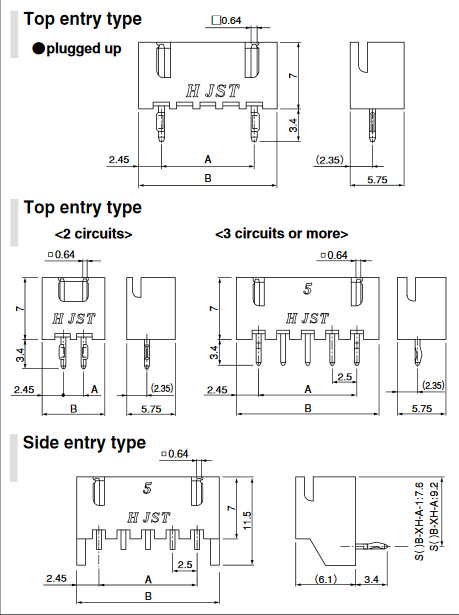 Top entry type
●plugged up
□0.64
H JST
7
3.4
2.45
A
B
(2.35)
5.75
Top entry type
<2 circuits>
<3 circuits or more>
□0.64
□0.64
7
H JST
3.4
2.45
A
B
(2.35)
5.75
7
5
H JST
3.4
2.5
2.45
A
B
(2.35)
5.75
Side entry type
□0.64
5
H JST
7
11.5
2.5
2.45
A
B
(6.1)
3.4
S( )B-XH-A-1:7.6
S( )B-XH-A:9.2